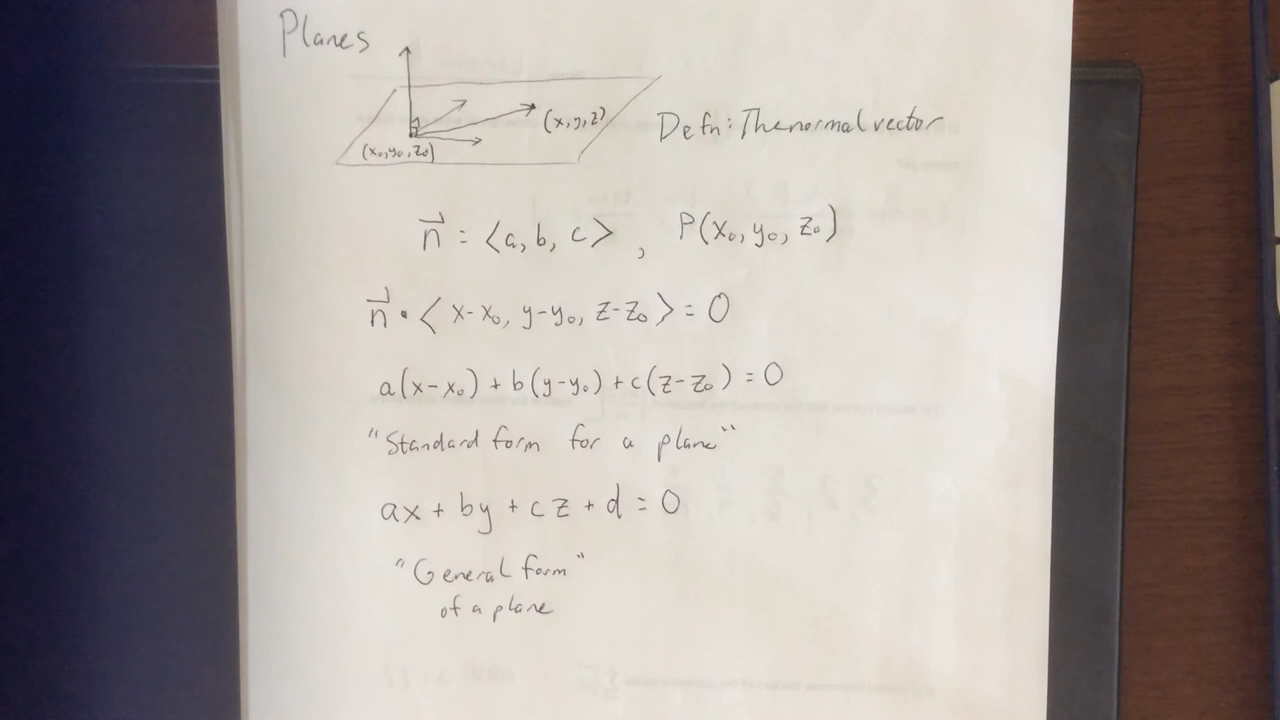 Planes
(x,y,z)
Defn: The normal vector
(x₀,y₀,z₀)
n⃗ = <a, b, c> , P(x₀, y₀, z₀)
n⃗ • < x-x₀, y-y₀, z-z₀ > = 0
a(x-x₀) + b(y-y₀) + c(z-z₀) = 0
"Standard form for a plane"
ax + by + cz + d = 0
"General form"
of a plane